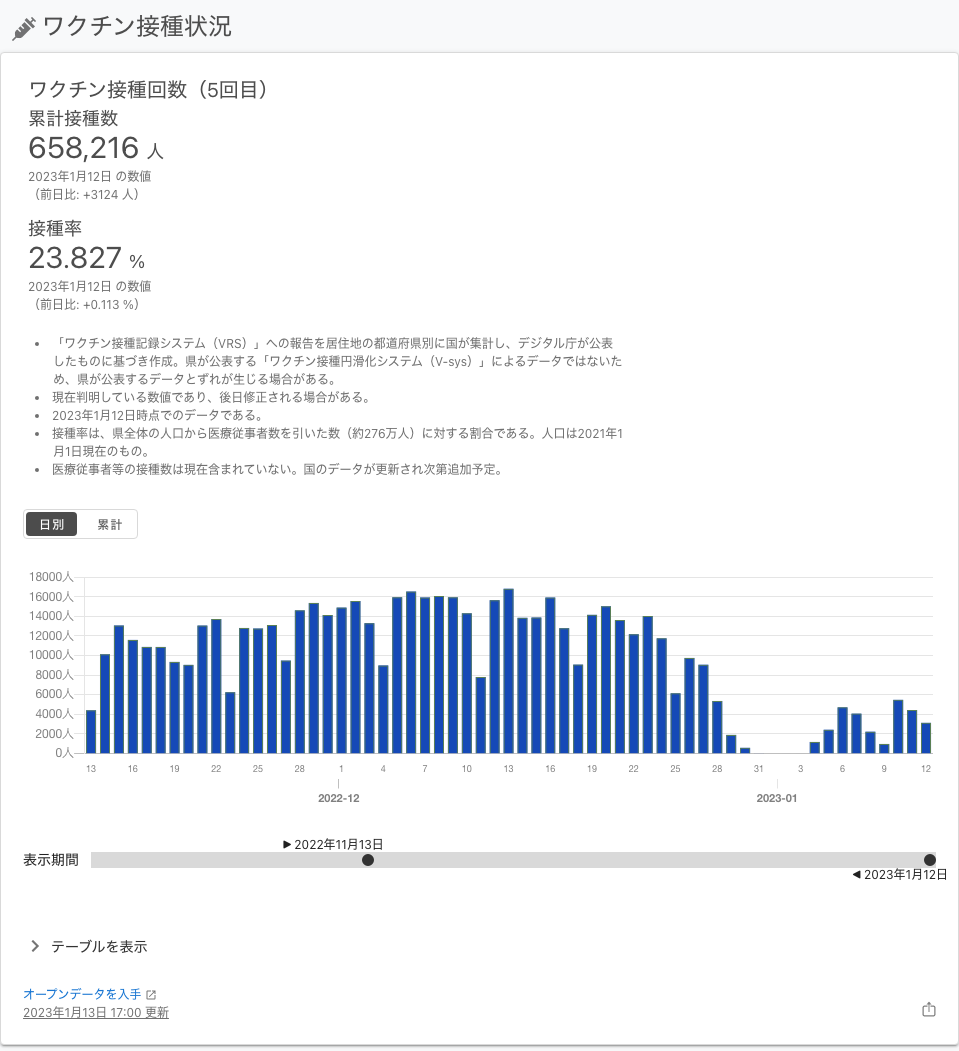 ワクチン接種状況
ワクチン接種回数（5回目）
累計接種数
658,216 人
2023年1月12日 の数値
（前日比: +3124 人）
接種率
23.827 %
2023年1月12日 の数値
（前日比: +0.113 %）
• 「ワクチン接種記録システム（VRS）」への報告を居住地の都道府県別に国が集計し、デジタル庁が公表
したものに基づき作成。県が公表する「ワクチン接種円滑化システム（V-sys）」によるデータではないた
め、県が公表するデータとずれが生じる場合がある。
• 現在判明している数値であり、後日修正される場合がある。
• 2023年1月12日時点でのデータである。
• 接種率は、県全体の人口から医療従事者数を引いた数（約276万人）に対する割合である。人口は2021年1
月1日現在のもの。
• 医療従事者等の接種数は現在含まれていない。国のデータが更新され次第追加予定。
日別 累計
18000人
16000人
14000人
12000人
10000人
8000人
6000人
4000人
2000人
0人
13 16 19 22 25 28 1 4 7 10 13 16 19 22 25 28 31 3 6 9 12
2022-12 2023-01
▶ 2022年11月13日
表示期間
◀ 2023年1月12日
テーブルを表示
オープンデータを入手
2023年1月13日 17:00 更新